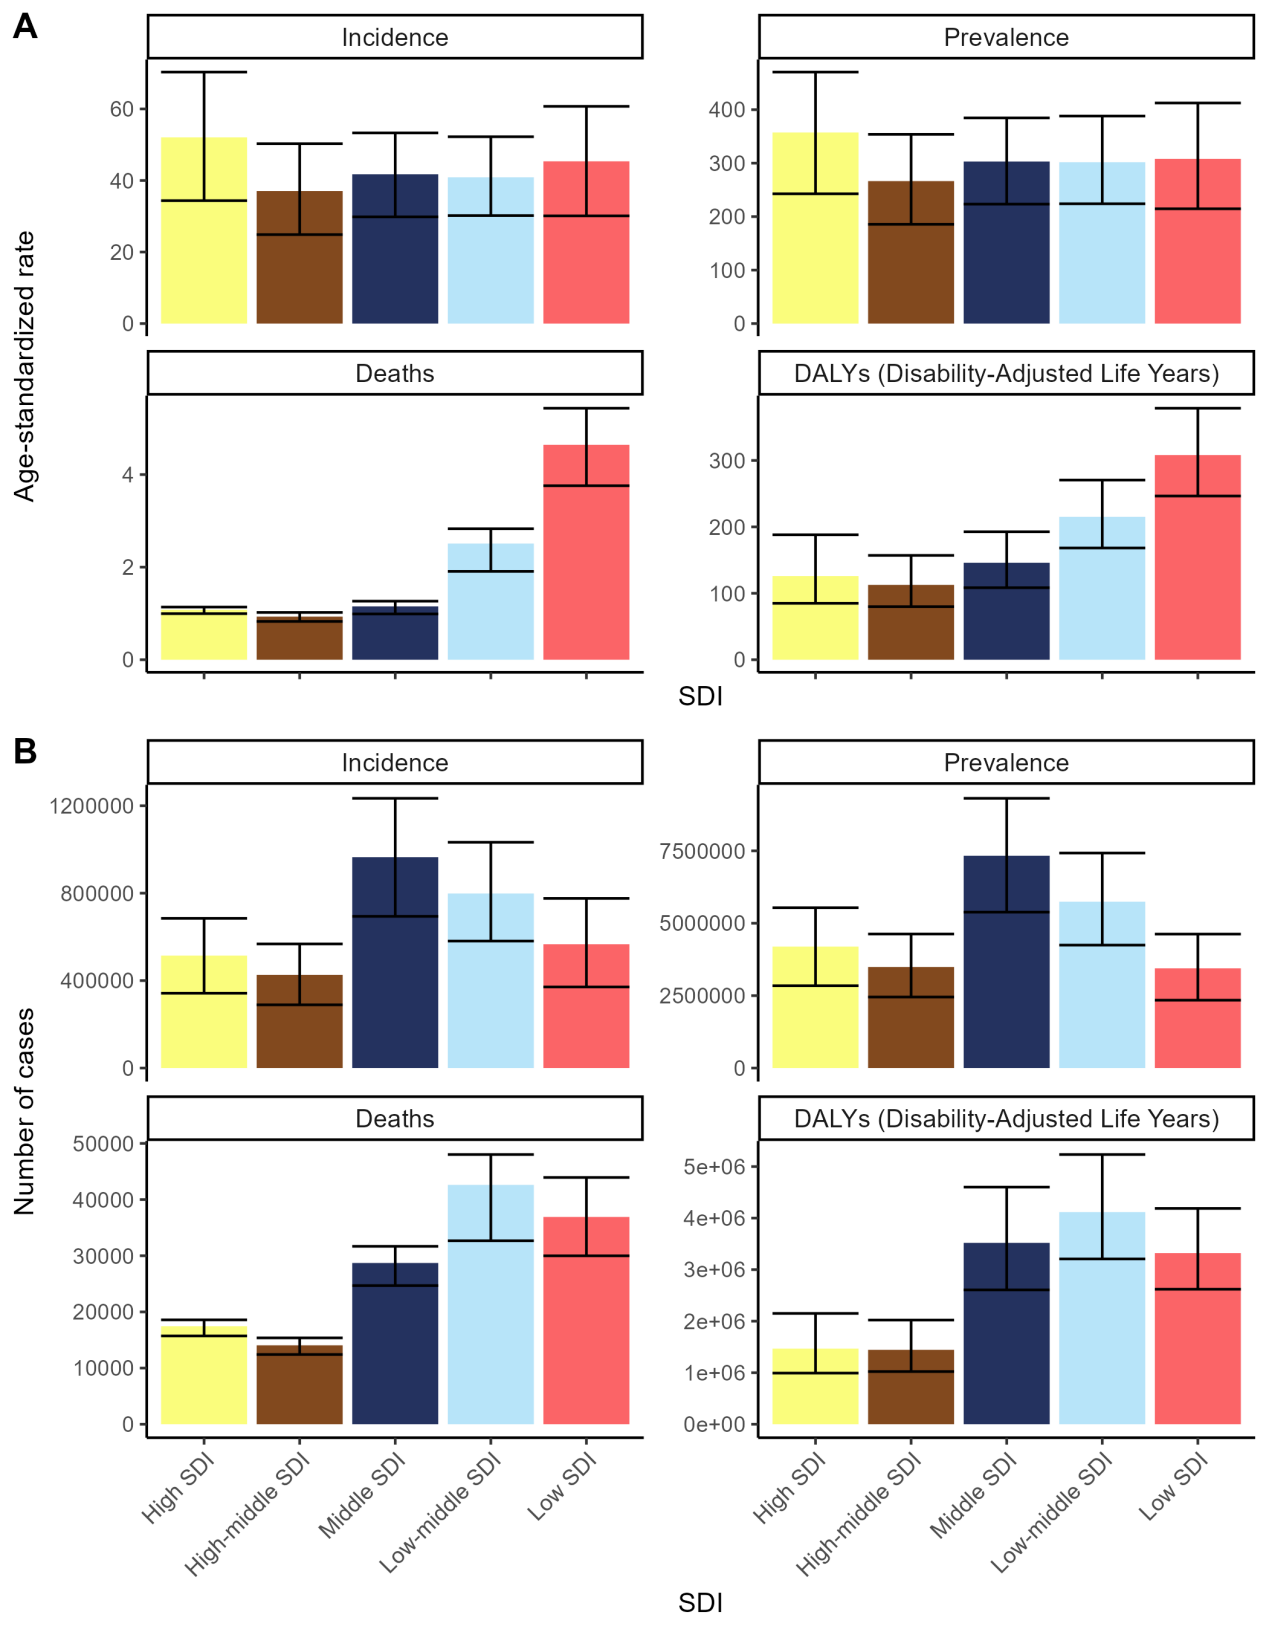 A
Incidence
Prevalence
60
40
20
0
400
300
200
100
0
Age-standardized rate
Deaths
DALYs (Disability-Adjusted Life Years)
4
2
0
300
200
100
0
SDI
B
Incidence
Prevalence
1200000
800000
400000
0
7500000
5000000
2500000
0
Number of cases
Deaths
DALYs (Disability-Adjusted Life Years)
50000
40000
30000
20000
10000
0
5e+06
4e+06
3e+06
2e+06
1e+06
0e+00
High SDI
High-middle SDI
Middle SDI
Low-middle SDI
Low SDI
High SDI
High-middle SDI
Middle SDI
Low-middle SDI
Low SDI
SDI